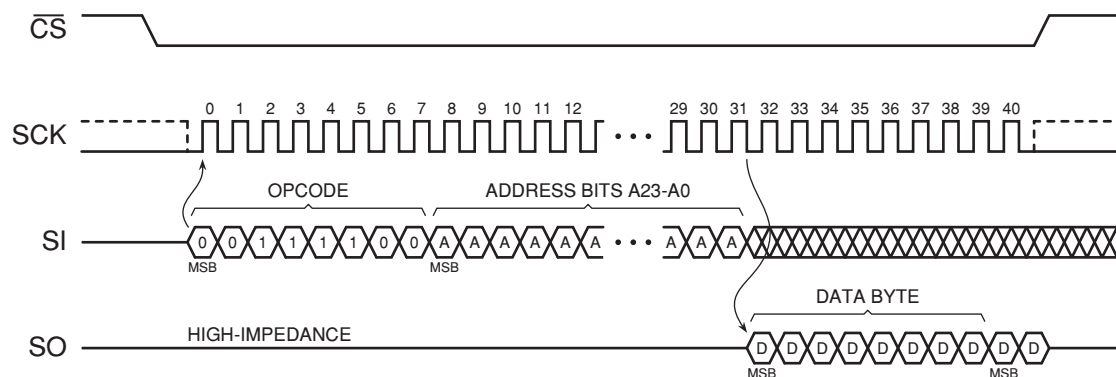 CS
0 1 2 3 4 5 6 7 8 9 10 11 12 29 30 31 32 33 34 35 36 37 38 39 40
SCK
OPCODE ADDRESS BITS A23-A0
SI 0 0 1 1 1 1 0 0 A A A A A A • • • A A A
MSB MSB
DATA BYTE
HIGH-IMPEDANCE
SO D D D D D D D D D D
MSB MSB